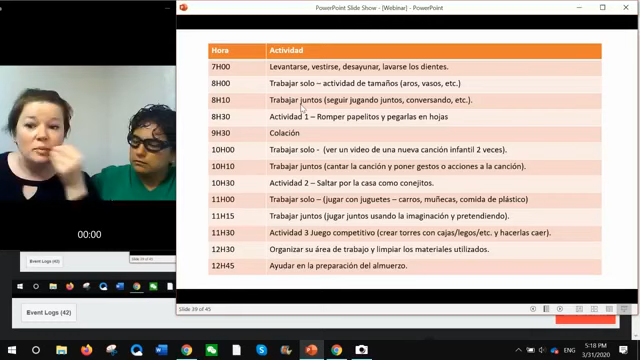 PowerPoint Slide Show - [Webinar] - PowerPoint
Hora Actividad
7H00 Levantarse, vestirse, desayunar, lavarse los dientes.
8H00 Trabajar solo – actividad de tamaños (aros, vasos, etc.)
8H10 Trabajar juntos (seguir jugando juntos, conversando, etc.).
8H30 Actividad 1 – Romper papelitos y pegarlas en hojas
9H30 Colación
10H00 Trabajar solo - (ver un video de una nueva canción infantil 2 veces).
10H10 Trabajar juntos (cantar la canción y poner gestos o acciones a la canción).
10H30 Actividad 2 – Saltar por la casa como conejitos.
11H00 Trabajar solo – (jugar con juguetes – carros, muñecas, comida de plástico)
11H15 Trabajar juntos (jugar juntos usando la imaginación y pretendiendo).
11H30 Actividad 3 Juego competitivo (crear torres con cajas/legos/etc. y hacerlas caer).
12H30 Organizar su área de trabajo y limpiar los materiales utilizados.
12H45 Ayudar en la preparación del almuerzo.
00:00
Event Logs (42)
Event Logs (42)
Slide 39 of 45
ENG
5:18 PM
3/31/2020